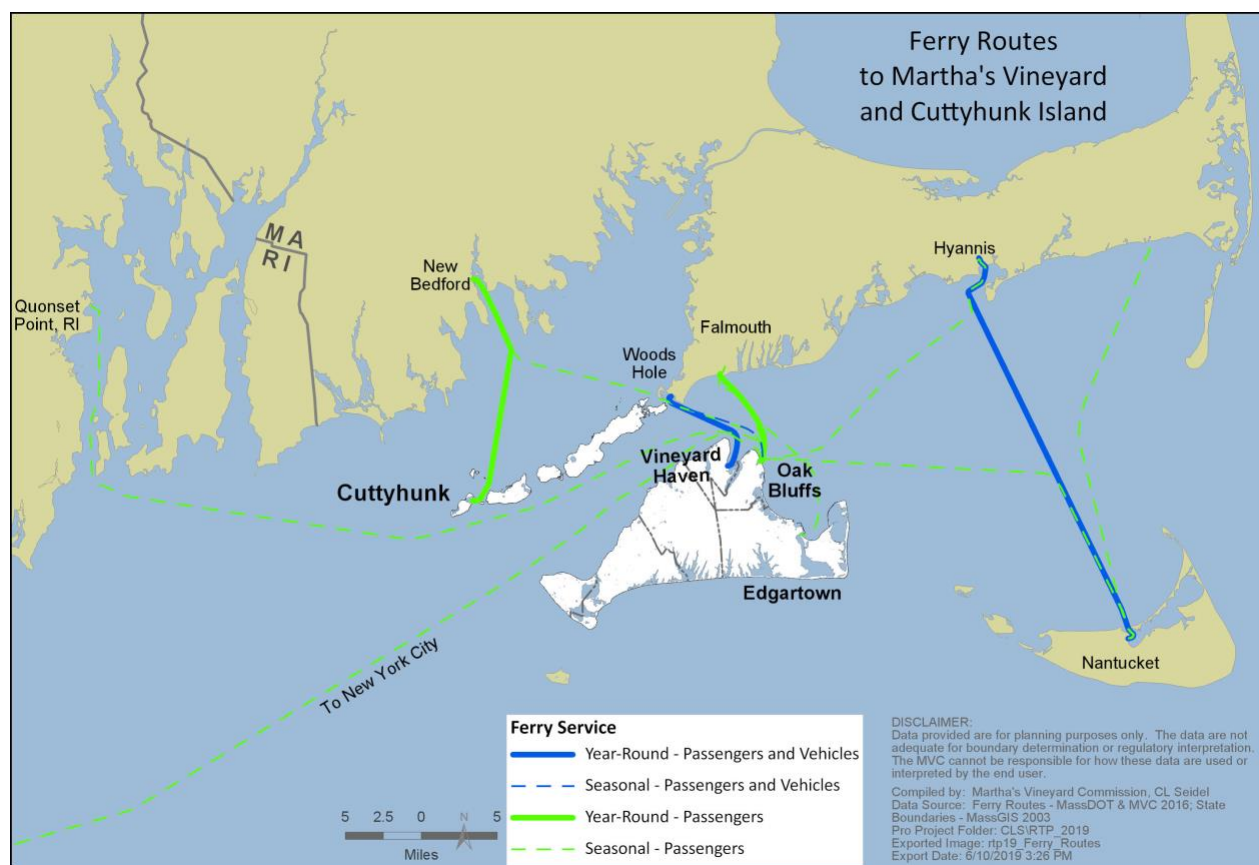 Ferry Routes
to Martha's Vineyard
and Cuttyhunk Island
MA
RI
Hyannis
New
Bedford
Quonset
Point, RI
Falmouth
Woods
Hole
Vineyard
Haven
Oak
Bluffs
Cuttyhunk
Edgartown
Nantucket
To New York City
Ferry Service
Year-Round - Passengers and Vehicles
Seasonal - Passengers and Vehicles
Year-Round - Passengers
Seasonal - Passengers
5 2.5 0 N 5
Miles
DISCLAIMER:
Data provided are for planning purposes only. The data are not
adequate for boundary determination or regulatory interpretation.
The MVC cannot be responsible for how these data are used or
interpreted by the end user.
Compiled by: Martha's Vineyard Commission, CL Seidel
Data Source: Ferry Routes - MassDOT & MVC 2016; State
Boundaries - MassGIS 2003
Pro Project Folder: CLS\RTP_2019
Exported Image: rtp19_Ferry_Routes
Export Date: 6/10/2019 3:26 PM